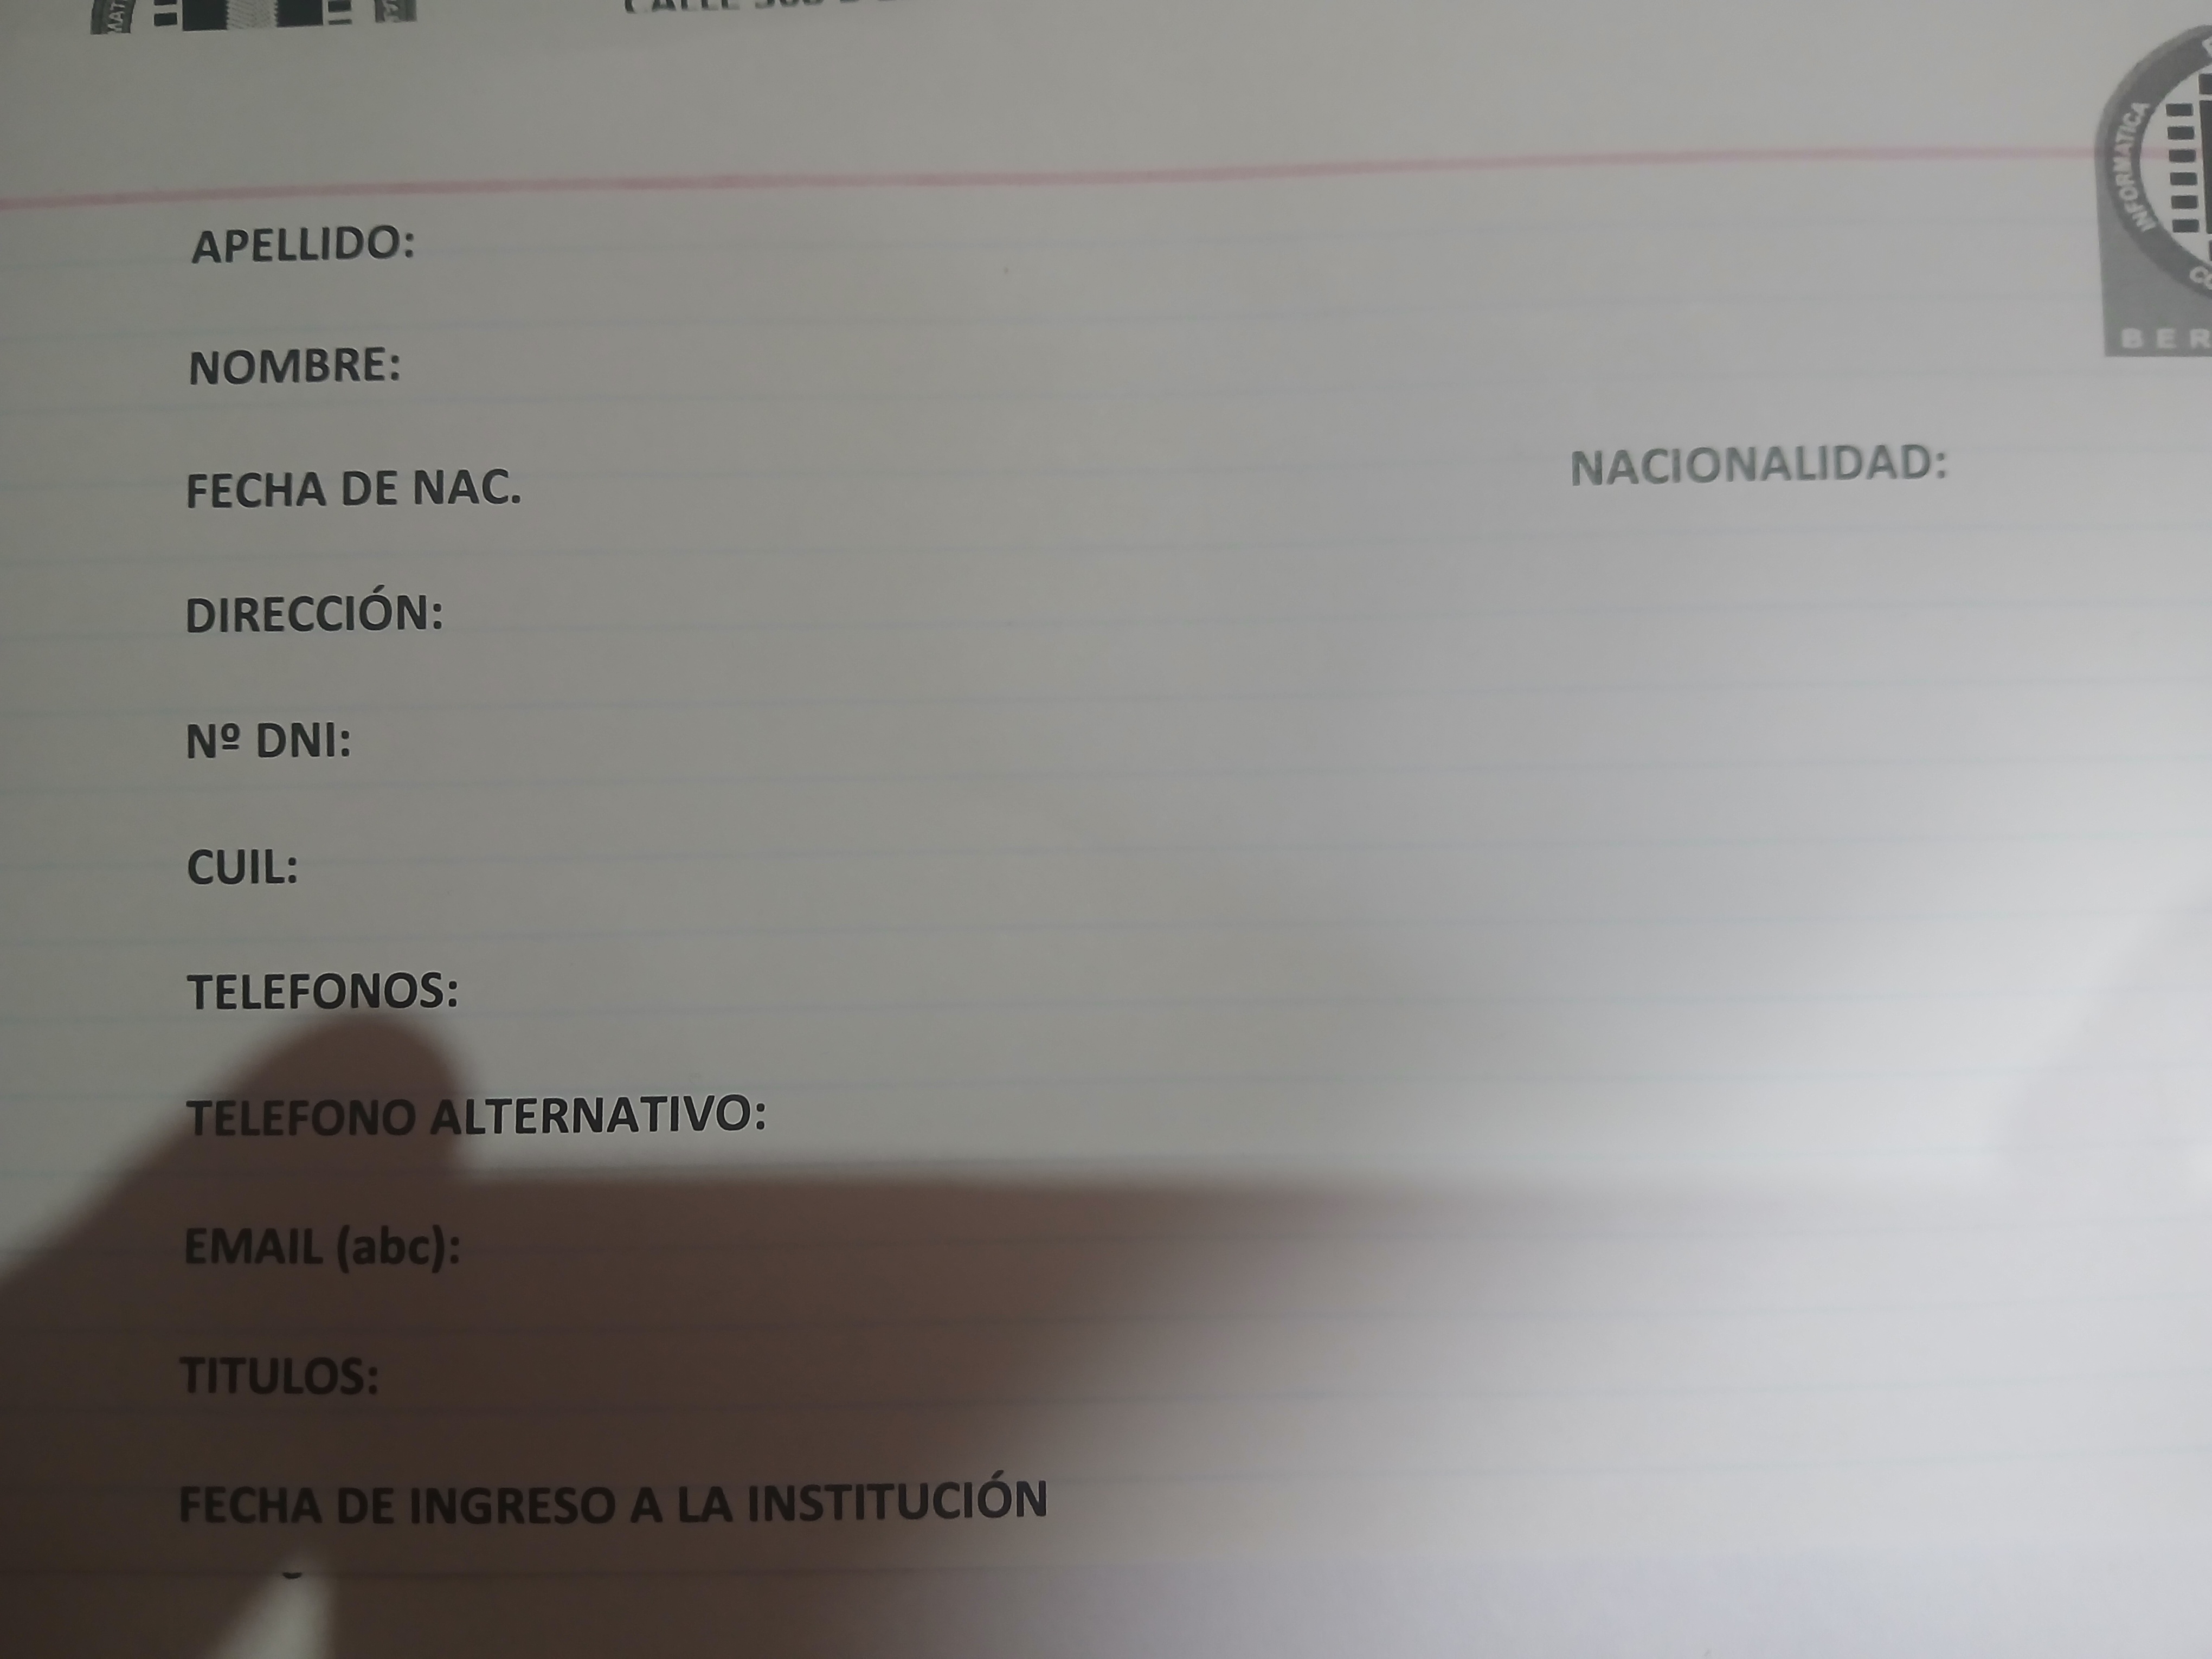 APELLIDO:
NOMBRE:
FECHA DE NAC. NACIONALIDAD:
DIRECCIÓN:
Nº DNI:
CUIL:
TELEFONOS:
TELEFONO ALTERNATIVO:
EMAIL (abc):
TITULOS:
FECHA DE INGRESO A LA INSTITUCIÓN
INFORMATICA
B E R